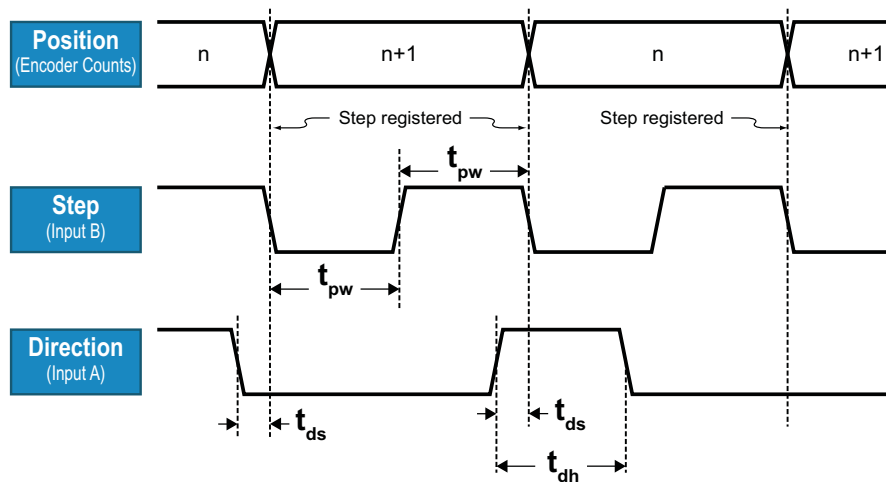 Position
(Encoder Counts)
n
n+1
n
n+1
Step registered
Step registered
tpw
Step
(Input B)
tpw
Direction
(Input A)
tds
tds
tdh